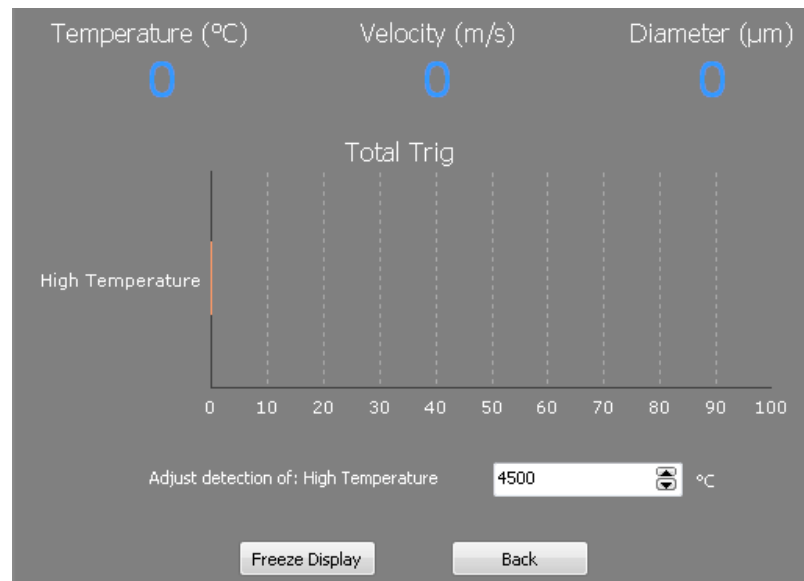 Temperature (ºC) Velocity (m/s) Diameter (µm)
0 0 0
Total Trig
High Temperature
0 10 20 30 40 50 60 70 80 90 100
Adjust detection of: High Temperature 4500 ºC
Freeze Display Back